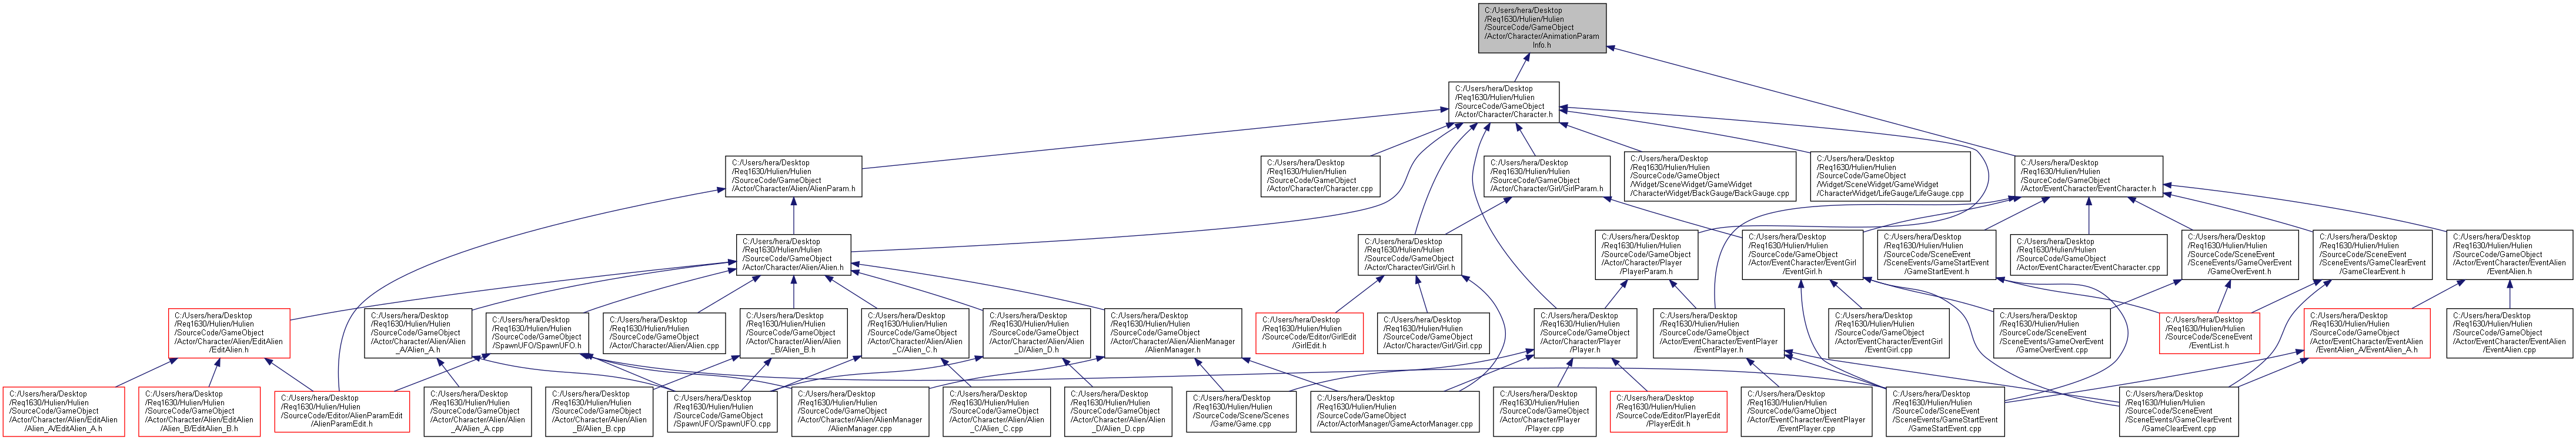 C:/Users/hera/Desktop
/Req1630/Hulien/Hulien
/SourceCode/GameObject
/Actor/Character/AnimationParam
Info.h
C:/Users/hera/Desktop
/Req1630/Hulien/Hulien
/SourceCode/GameObject
/Actor/Character/Character.h
C:/Users/hera/Desktop
/Req1630/Hulien/Hulien
/SourceCode/GameObject
/Actor/Character/Alien/AlienParam.h
C:/Users/hera/Desktop
/Req1630/Hulien/Hulien
/SourceCode/GameObject
/Actor/Character/Character.cpp
C:/Users/hera/Desktop
/Req1630/Hulien/Hulien
/SourceCode/GameObject
/Actor/Character/Girl/GirlParam.h
C:/Users/hera/Desktop
/Req1630/Hulien/Hulien
/SourceCode/GameObject
/Widget/SceneWidget/GameWidget
/CharacterWidget/BackGauge/BackGauge.cpp
C:/Users/hera/Desktop
/Req1630/Hulien/Hulien
/SourceCode/GameObject
/Widget/SceneWidget/GameWidget
/CharacterWidget/LifeGauge/LifeGauge.cpp
C:/Users/hera/Desktop
/Req1630/Hulien/Hulien
/SourceCode/GameObject
/Actor/EventCharacter/EventCharacter.h
C:/Users/hera/Desktop
/Req1630/Hulien/Hulien
/SourceCode/GameObject
/Actor/Character/Alien/Alien.h
C:/Users/hera/Desktop
/Req1630/Hulien/Hulien
/SourceCode/GameObject
/Actor/Character/Girl/Girl.h
C:/Users/hera/Desktop
/Req1630/Hulien/Hulien
/SourceCode/GameObject
/Actor/Character/Player
/PlayerParam.h
C:/Users/hera/Desktop
/Req1630/Hulien/Hulien
/SourceCode/GameObject
/Actor/EventCharacter/EventGirl
/EventGirl.h
C:/Users/hera/Desktop
/Req1630/Hulien/Hulien
/SourceCode/SceneEvent
/SceneEvents/GameStartEvent
/GameStartEvent.h
C:/Users/hera/Desktop
/Req1630/Hulien/Hulien
/SourceCode/GameObject
/Actor/EventCharacter/EventCharacter.cpp
C:/Users/hera/Desktop
/Req1630/Hulien/Hulien
/SourceCode/SceneEvent
/SceneEvents/GameOverEvent
/GameOverEvent.h
C:/Users/hera/Desktop
/Req1630/Hulien/Hulien
/SourceCode/SceneEvent
/SceneEvents/GameClearEvent
/GameClearEvent.h
C:/Users/hera/Desktop
/Req1630/Hulien/Hulien
/SourceCode/GameObject
/Actor/EventCharacter/EventAlien
/EventAlien.h
C:/Users/hera/Desktop
/Req1630/Hulien/Hulien
/SourceCode/GameObject
/Actor/Character/Alien/EditAlien
/EditAlien.h
C:/Users/hera/Desktop
/Req1630/Hulien/Hulien
/SourceCode/GameObject
/Actor/Character/Alien/Alien
_A/Alien_A.h
C:/Users/hera/Desktop
/Req1630/Hulien/Hulien
/SourceCode/GameObject
/SpawnUFO/SpawnUFO.h
C:/Users/hera/Desktop
/Req1630/Hulien/Hulien
/SourceCode/GameObject
/Actor/Character/Alien/Alien.cpp
C:/Users/hera/Desktop
/Req1630/Hulien/Hulien
/SourceCode/GameObject
/Actor/Character/Alien/Alien
_B/Alien_B.h
C:/Users/hera/Desktop
/Req1630/Hulien/Hulien
/SourceCode/GameObject
/Actor/Character/Alien/Alien
_C/Alien_C.h
C:/Users/hera/Desktop
/Req1630/Hulien/Hulien
/SourceCode/GameObject
/Actor/Character/Alien/Alien
_D/Alien_D.h
C:/Users/hera/Desktop
/Req1630/Hulien/Hulien
/SourceCode/GameObject
/Actor/Character/Alien/AlienManager
/AlienManager.h
C:/Users/hera/Desktop
/Req1630/Hulien/Hulien
/SourceCode/Editor/GirlEdit
/GirlEdit.h
C:/Users/hera/Desktop
/Req1630/Hulien/Hulien
/SourceCode/GameObject
/Actor/Character/Girl/Girl.cpp
C:/Users/hera/Desktop
/Req1630/Hulien/Hulien
/SourceCode/GameObject
/Actor/Character/Player
/Player.h
C:/Users/hera/Desktop
/Req1630/Hulien/Hulien
/SourceCode/GameObject
/Actor/EventCharacter/EventPlayer
/EventPlayer.h
C:/Users/hera/Desktop
/Req1630/Hulien/Hulien
/SourceCode/GameObject
/Actor/EventCharacter/EventGirl
/EventGirl.cpp
C:/Users/hera/Desktop
/Req1630/Hulien/Hulien
/SourceCode/SceneEvent
/SceneEvents/GameOverEvent
/GameOverEvent.cpp
C:/Users/hera/Desktop
/Req1630/Hulien/Hulien
/SourceCode/SceneEvent
/EventList.h
C:/Users/hera/Desktop
/Req1630/Hulien/Hulien
/SourceCode/GameObject
/Actor/EventCharacter/EventAlien
/EventAlien_A/EventAlien_A.h
C:/Users/hera/Desktop
/Req1630/Hulien/Hulien
/SourceCode/GameObject
/Actor/EventCharacter/EventAlien
/EventAlien.cpp
C:/Users/hera/Desktop
/Req1630/Hulien/Hulien
/SourceCode/GameObject
/Actor/Character/Alien/EditAlien
/Alien_A/EditAlien_A.h
C:/Users/hera/Desktop
/Req1630/Hulien/Hulien
/SourceCode/GameObject
/Actor/Character/Alien/EditAlien
/Alien_B/EditAlien_B.h
C:/Users/hera/Desktop
/Req1630/Hulien/Hulien
/SourceCode/Editor/AlienParamEdit
/AlienParamEdit.h
C:/Users/hera/Desktop
/Req1630/Hulien/Hulien
/SourceCode/GameObject
/Actor/Character/Alien/Alien
_A/Alien_A.cpp
C:/Users/hera/Desktop
/Req1630/Hulien/Hulien
/SourceCode/GameObject
/Actor/Character/Alien/Alien
_B/Alien_B.cpp
C:/Users/hera/Desktop
/Req1630/Hulien/Hulien
/SourceCode/GameObject
/SpawnUFO/SpawnUFO.cpp
C:/Users/hera/Desktop
/Req1630/Hulien/Hulien
/SourceCode/GameObject
/Actor/Character/Alien/AlienManager
/AlienManager.cpp
C:/Users/hera/Desktop
/Req1630/Hulien/Hulien
/SourceCode/GameObject
/Actor/Character/Alien/Alien
_C/Alien_C.cpp
C:/Users/hera/Desktop
/Req1630/Hulien/Hulien
/SourceCode/GameObject
/Actor/Character/Alien/Alien
_D/Alien_D.cpp
C:/Users/hera/Desktop
/Req1630/Hulien/Hulien
/SourceCode/Scene/Scenes
/Game/Game.cpp
C:/Users/hera/Desktop
/Req1630/Hulien/Hulien
/SourceCode/GameObject
/Actor/ActorManager/GameActorManager.cpp
C:/Users/hera/Desktop
/Req1630/Hulien/Hulien
/SourceCode/GameObject
/Actor/Character/Player
/Player.cpp
C:/Users/hera/Desktop
/Req1630/Hulien/Hulien
/SourceCode/Editor/PlayerEdit
/PlayerEdit.h
C:/Users/hera/Desktop
/Req1630/Hulien/Hulien
/SourceCode/GameObject
/Actor/EventCharacter/EventPlayer
/EventPlayer.cpp
C:/Users/hera/Desktop
/Req1630/Hulien/Hulien
/SourceCode/SceneEvent
/SceneEvents/GameStartEvent
/GameStartEvent.cpp
C:/Users/hera/Desktop
/Req1630/Hulien/Hulien
/SourceCode/SceneEvent
/SceneEvents/GameClearEvent
/GameClearEvent.cpp